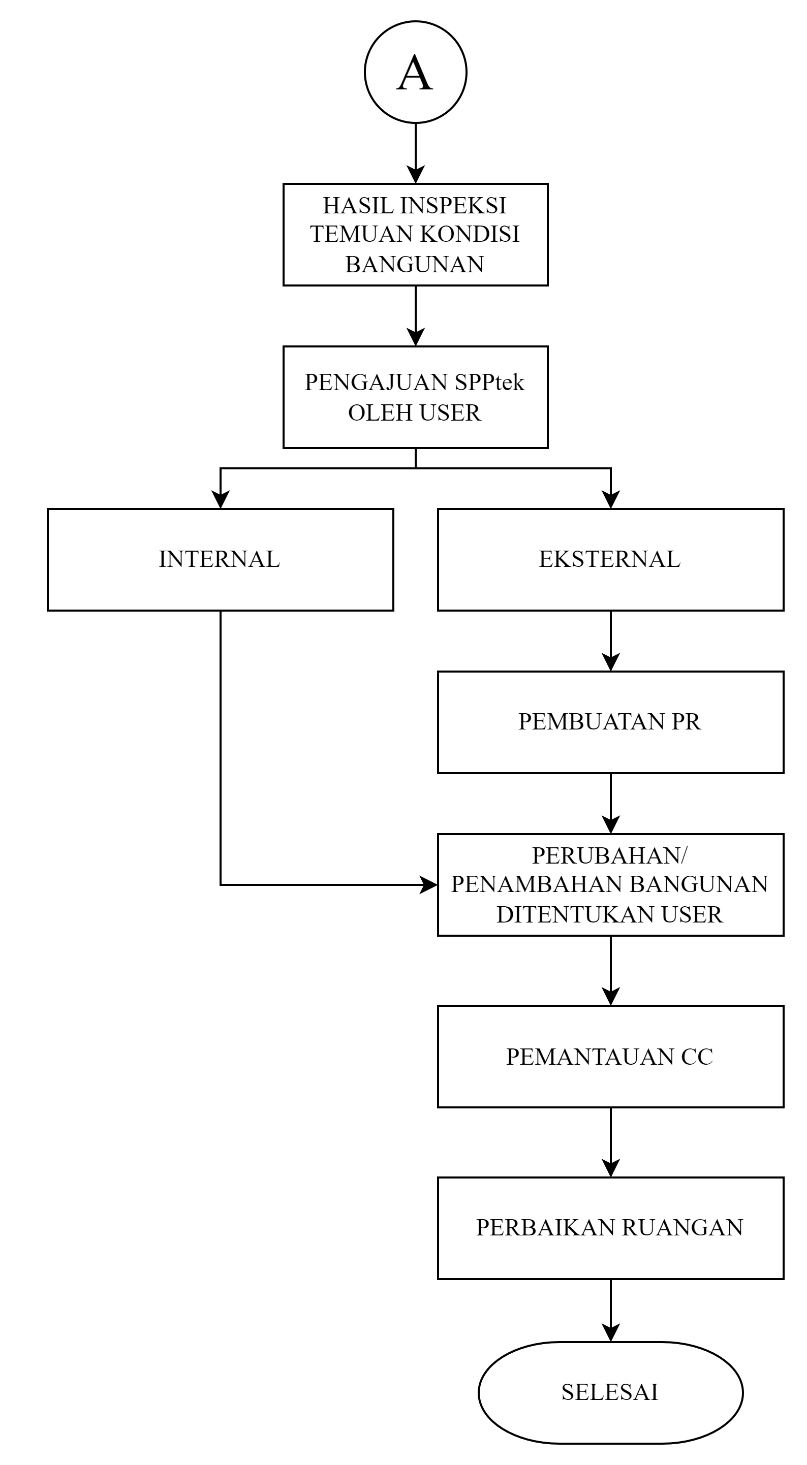 A
HASIL INSPEKSI
TEMUAN KONDISI
BANGUNAN
PENGAJUAN SPPtek
OLEH USER
INTERNAL
EKSTERNAL
PEMBUATAN PR
PERUBAHAN/
PENAMBAHAN BANGUNAN
DITENTUKAN USER
PEMANTAUAN CC
PERBAIKAN RUANGAN
SELESAI